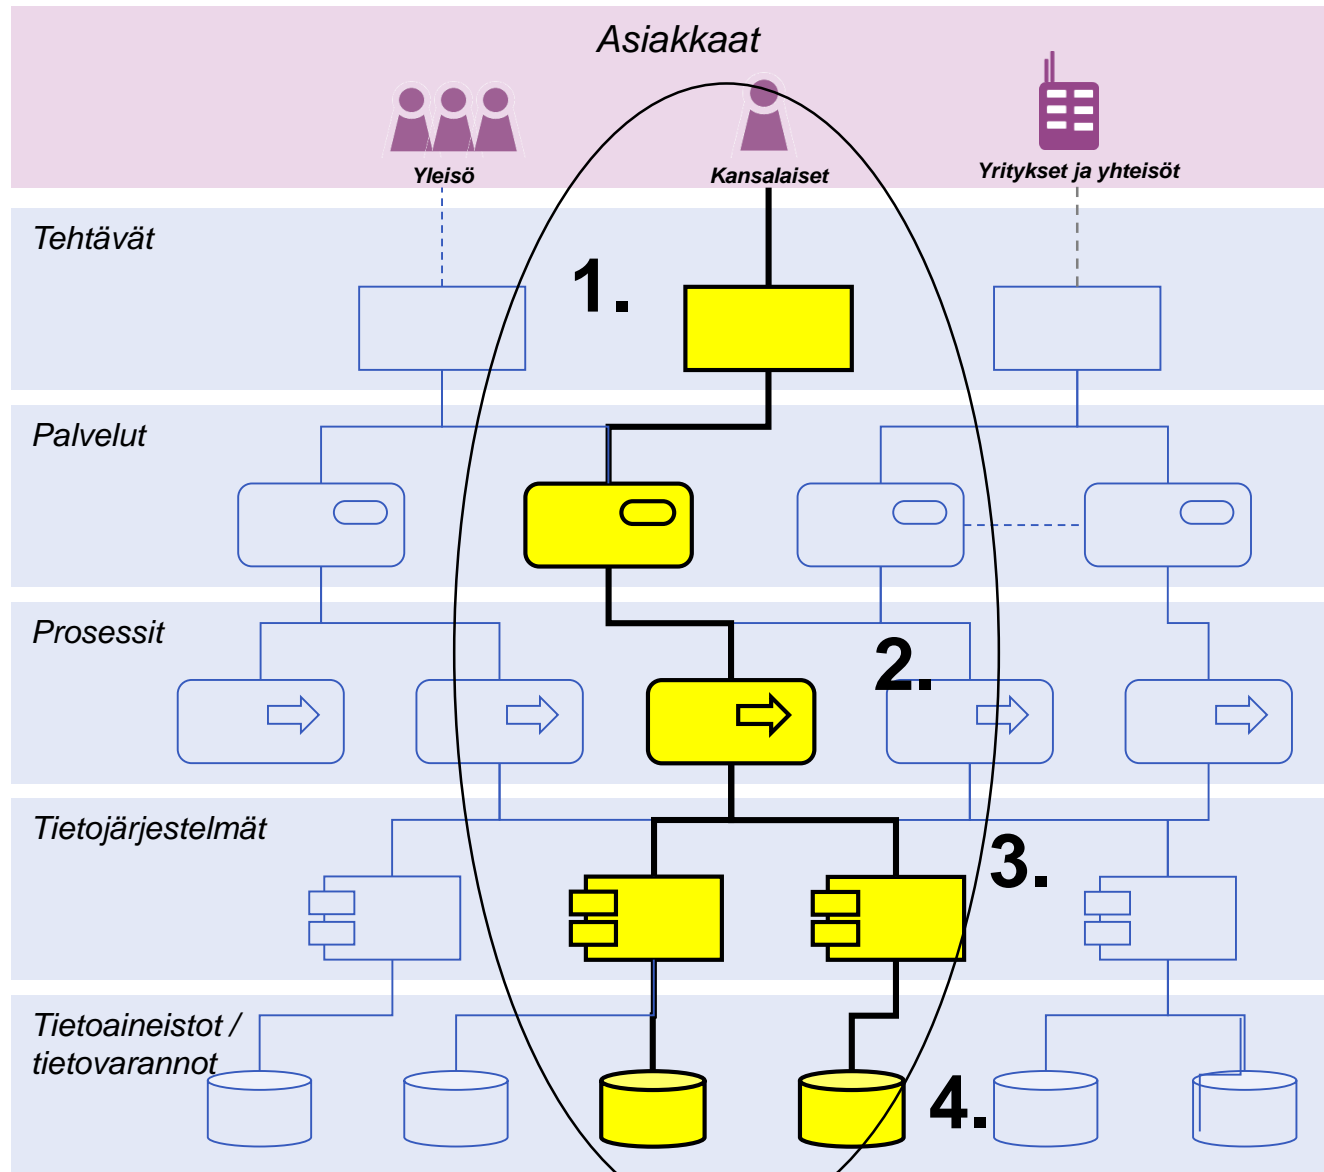 Asiakkaat
Yleisö
Kansalaiset
Yritykset ja yhteisöt
Tehtävät
1.
Palvelut
Prosessit
2.
Tietojärjestelmät
3.
Tietoaineistot /
tietovarannot
4.